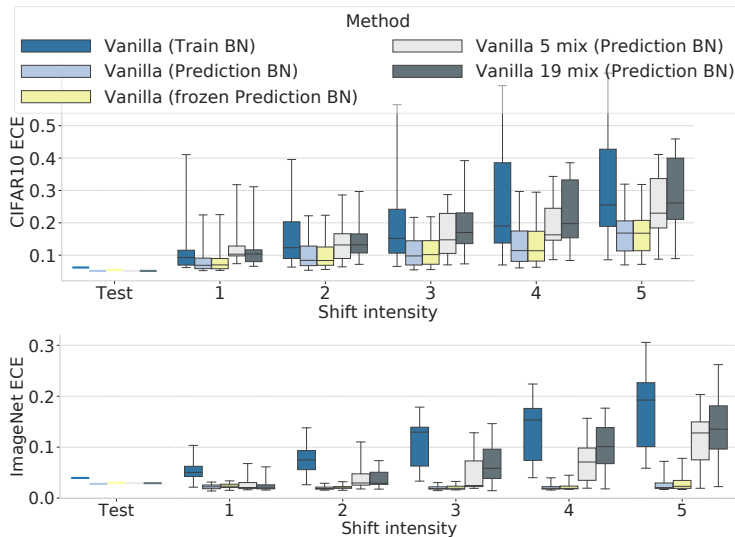 Method
Vanilla (Train BN)
Vanilla (Prediction BN)
Vanilla (frozen Prediction BN)
Vanilla 5 mix (Prediction BN)
Vanilla 19 mix (Prediction BN)
CIFAR10 ECE
0.5
0.4
0.3
0.2
0.1
Test 1 2 3 4 5
Shift intensity
ImageNet ECE
0.3
0.2
0.1
0.0
Test 1 2 3 4 5
Shift intensity